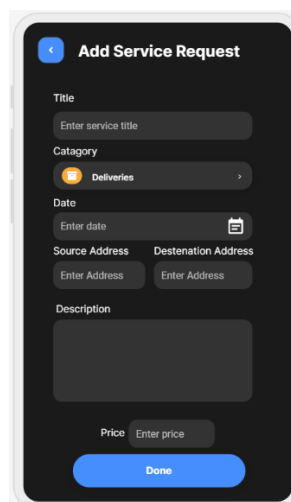 Add Service Request
Title
Enter service title
Catagory
Deliveries
Date
Enter date
Source Address Destenation Address
Enter Address Enter Address
Description
Price Enter price
Done